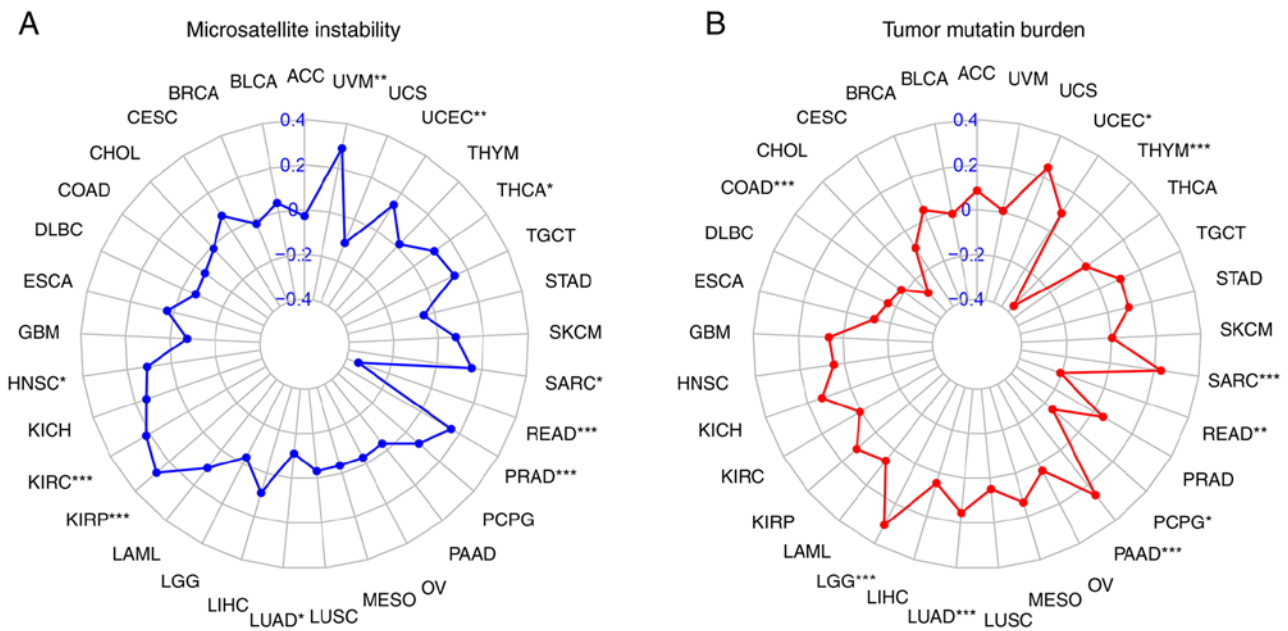 A
Microsatellite instability
ACC
UVM**
UCS
UCEC**
THYM
THCA*
TGCT
STAD
SKCM
SARC*
READ***
PRAD***
PCPG
PAAD
OV
MESO
LUSC
LUAD*
LIHC
LGG
LAML
KIRP***
KIRC***
KICH
HNSC*
GBM
ESCA
DLBC
COAD
CHOL
CESC
BRCA
BLCA
0.4
0.2
0
−0.2
−0.4
B
Tumor mutatin burden
ACC
UVM
UCS
UCEC*
THYM***
THCA
TGCT
STAD
SKCM
SARC***
READ**
PRAD
PCPG*
PAAD***
OV
MESO
LUSC
LUAD***
LIHC
LGG***
LAML
KIRP
KIRC
KICH
HNSC
GBM
ESCA
DLBC
COAD***
CHOL
CESC
BRCA
BLCA
0.4
0.2
0
−0.2
−0.4